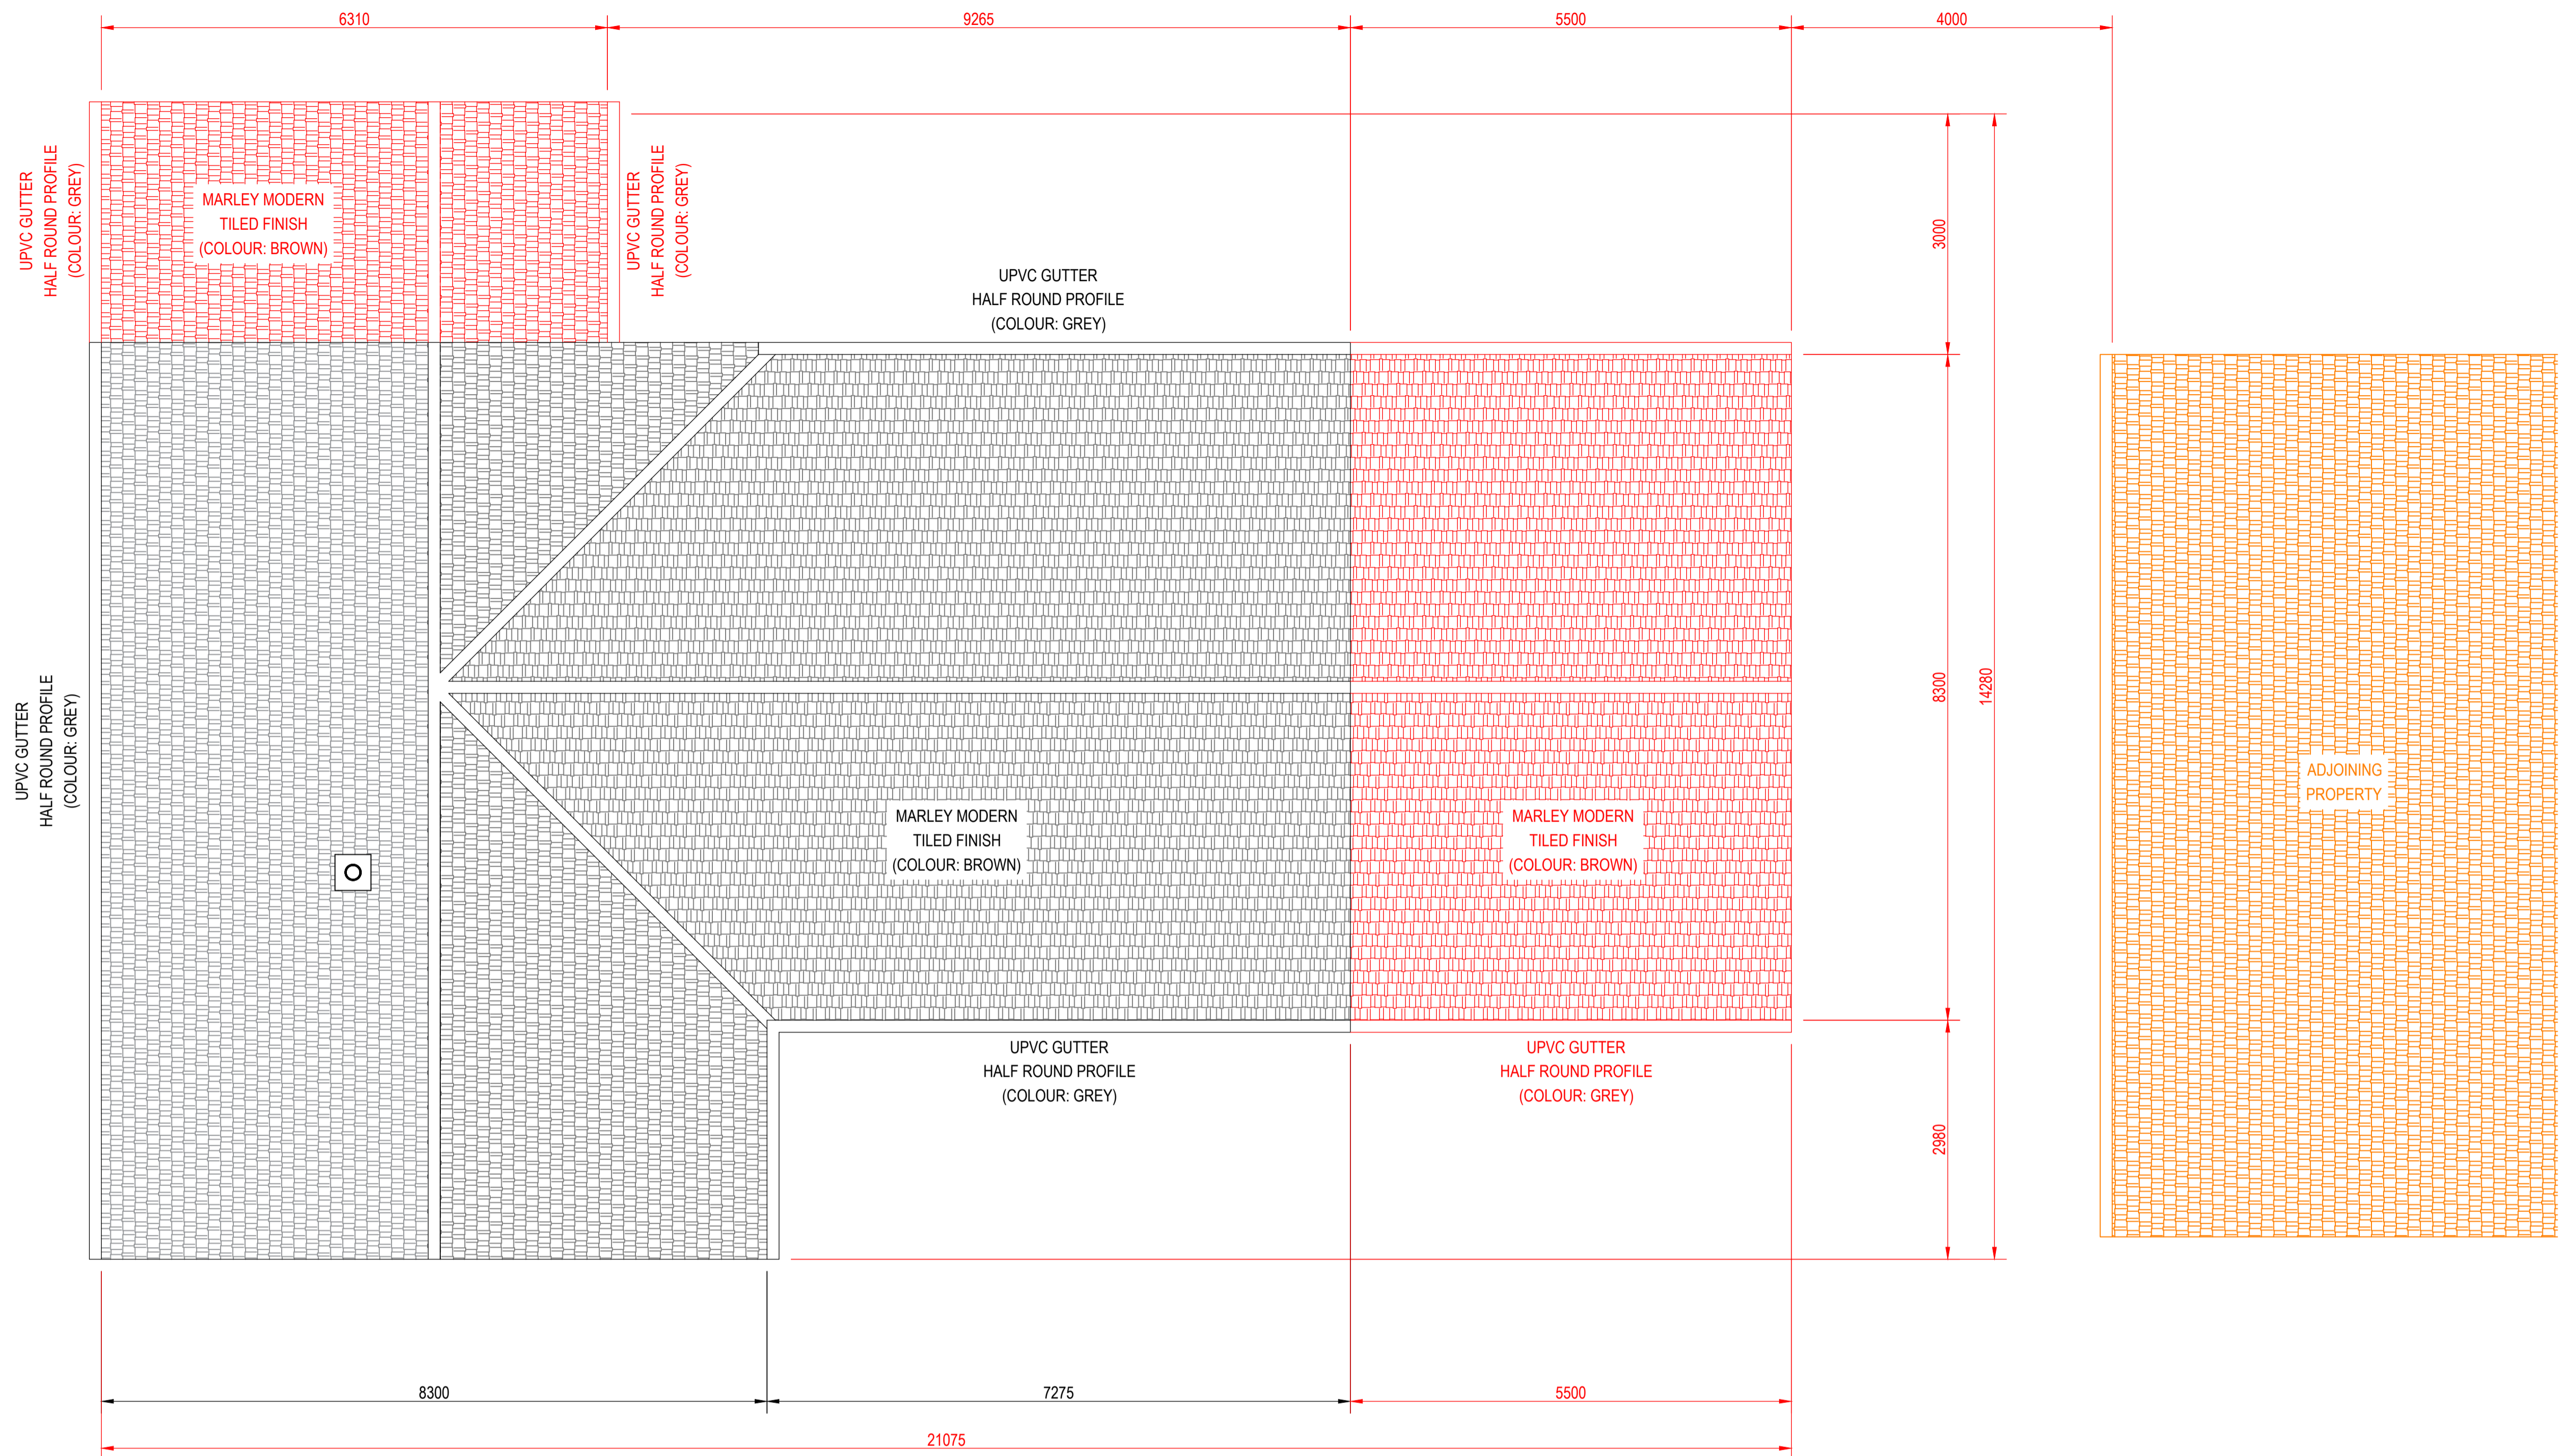 6310
9265
5500
4000
UPVC GUTTER
HALF ROUND PROFILE
(COLOUR: GREY)
MARLEY MODERN
TILED FINISH
(COLOUR: BROWN)
UPVC GUTTER
HALF ROUND PROFILE
(COLOUR: GREY)
UPVC GUTTER
HALF ROUND PROFILE
(COLOUR: GREY)
3000
8300
14280
2980
UPVC GUTTER
HALF ROUND PROFILE
(COLOUR: GREY)
MARLEY MODERN
TILED FINISH
(COLOUR: BROWN)
MARLEY MODERN
TILED FINISH
(COLOUR: BROWN)
ADJOINING
PROPERTY
UPVC GUTTER
HALF ROUND PROFILE
(COLOUR: GREY)
UPVC GUTTER
HALF ROUND PROFILE
(COLOUR: GREY)
8300
7275
5500
21075